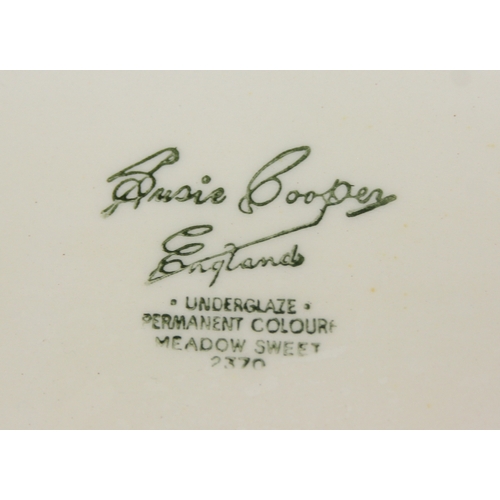 Susie Cooper
England
• UNDERGLAZE •
PERMANENT COLOURS
MEADOW SWEET
2370